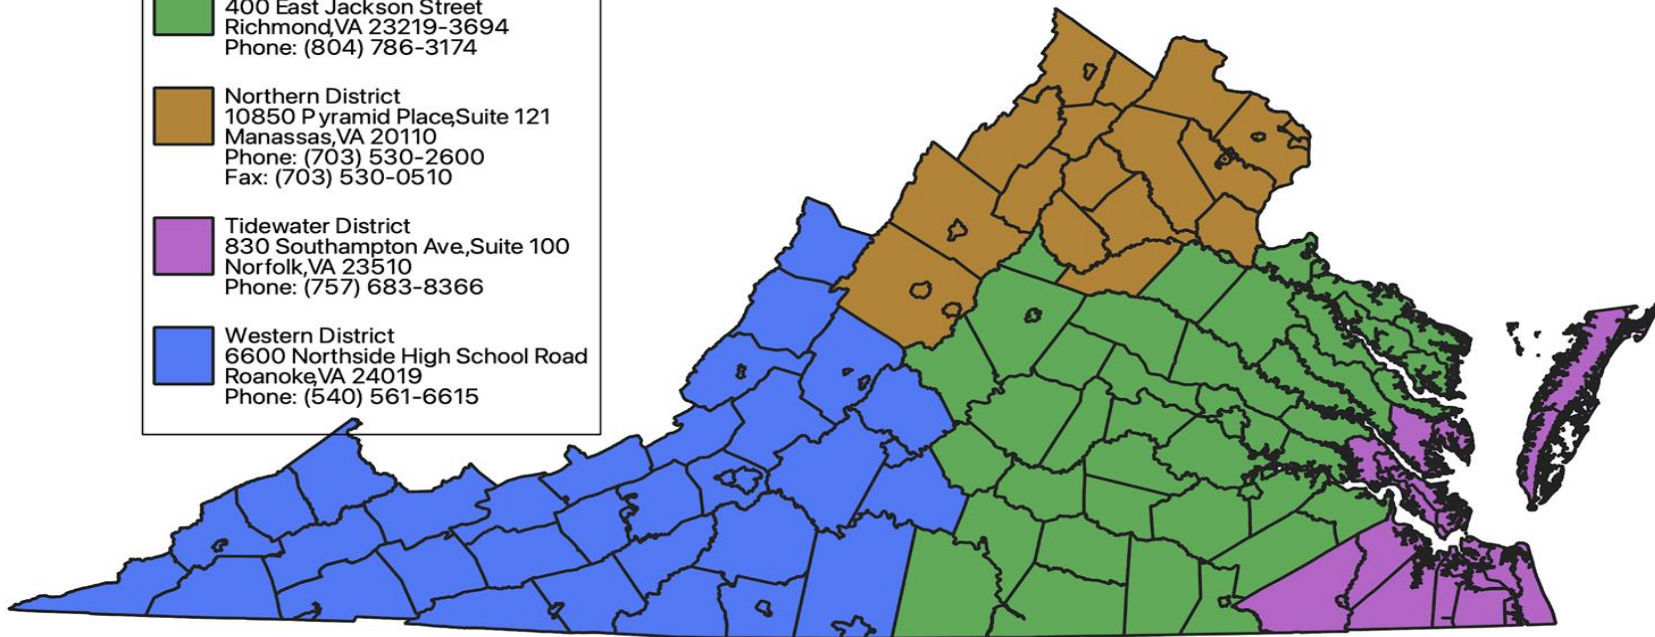 400 East Jackson Street
Richmond,VA 23219-3694
Phone: (804) 786-3174
Northern District
10850 Pyramid Place,Suite 121
Manassas,VA 20110
Phone: (703) 530-2600
Fax: (703) 530-0510
Tidewater District
830 Southampton Ave,Suite 100
Norfolk,VA 23510
Phone: (757) 683-8366
Western District
6600 Northside High School Road
Roanoke,VA 24019
Phone: (540) 561-6615